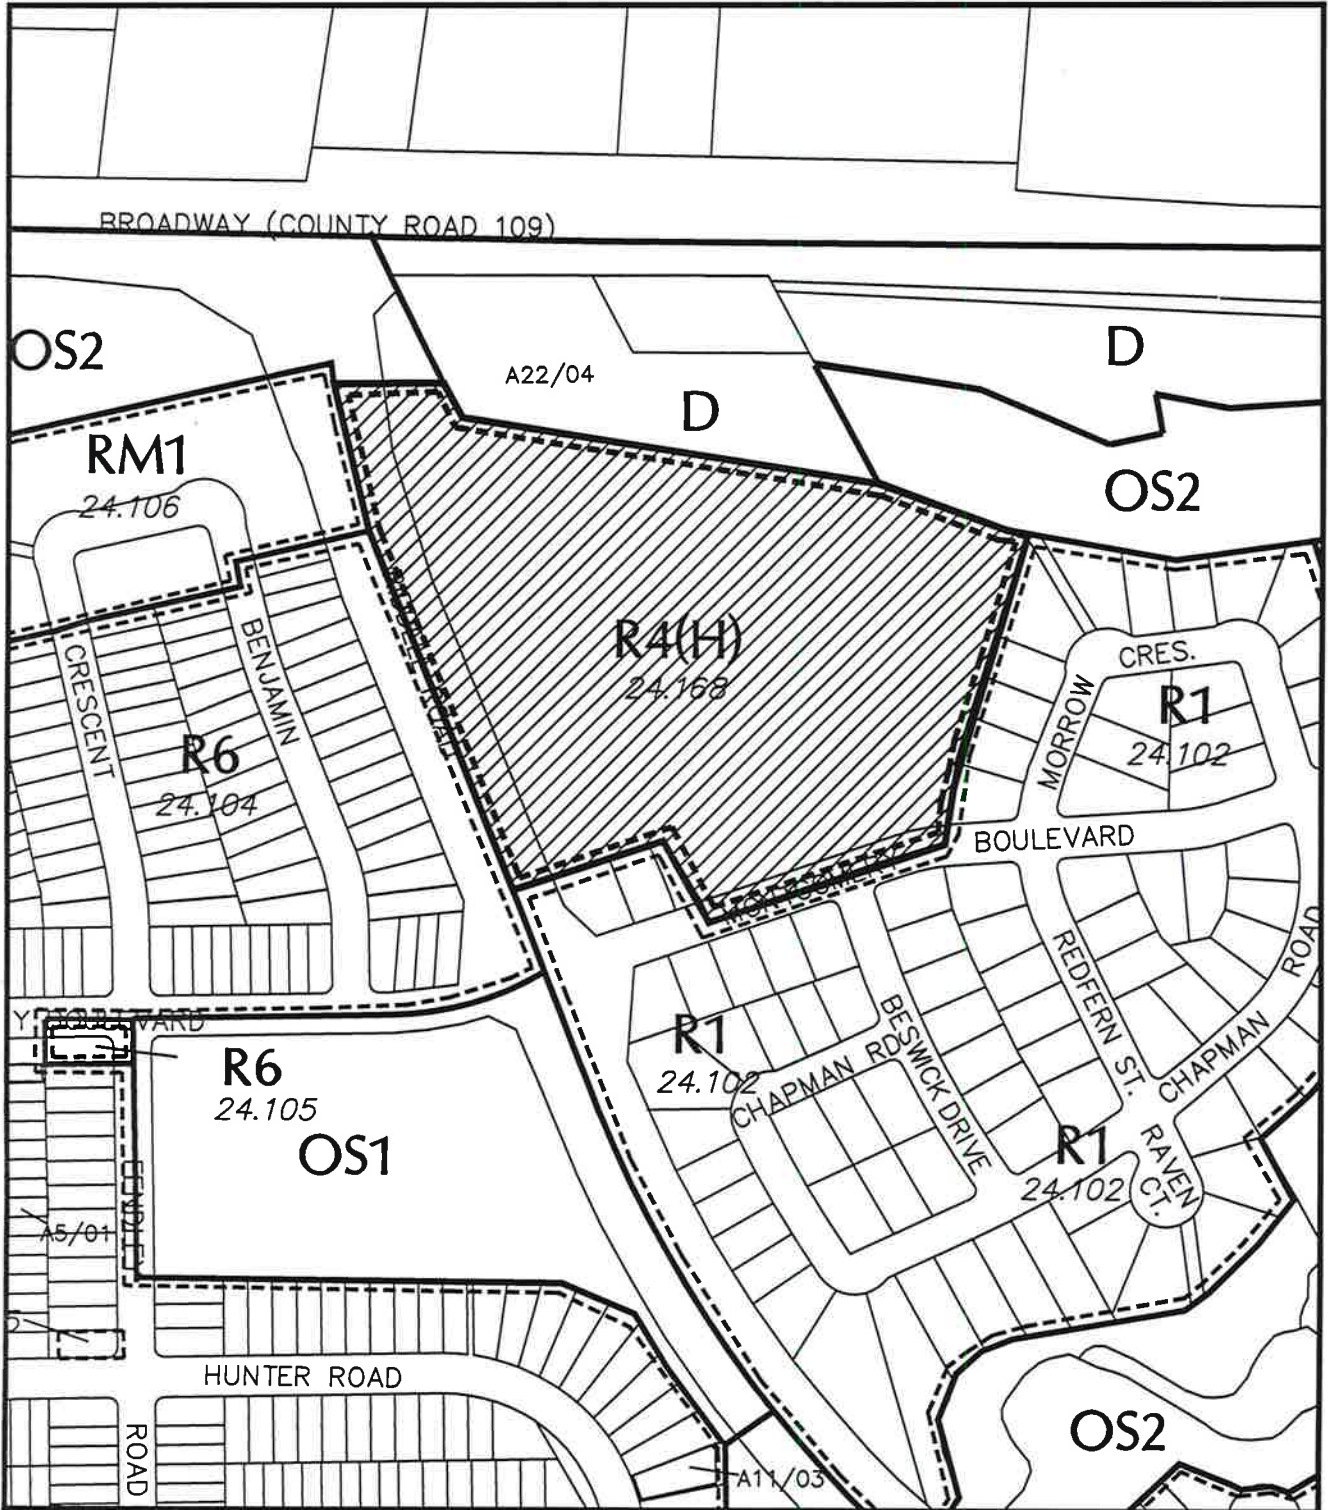 BROADWAY (COUNTY ROAD 109)
OS2
D
A22/04
D
RM1
24.106
OS2
R4(H)
24.168
CRESCENT
BENJAMIN
CRES.
MORROW
R1
24.102
R6
24.104
BOULEVARD
ROAD
REDFERN ST.
BESWICK DRIVE
R1
24.102
CHAPMAN RD
CHAPMAN
R6
24.105
OS1
R1
24.102
RAVEN
CT.
A5/01
HUNTER ROAD
ROAD
OS2
A11/03